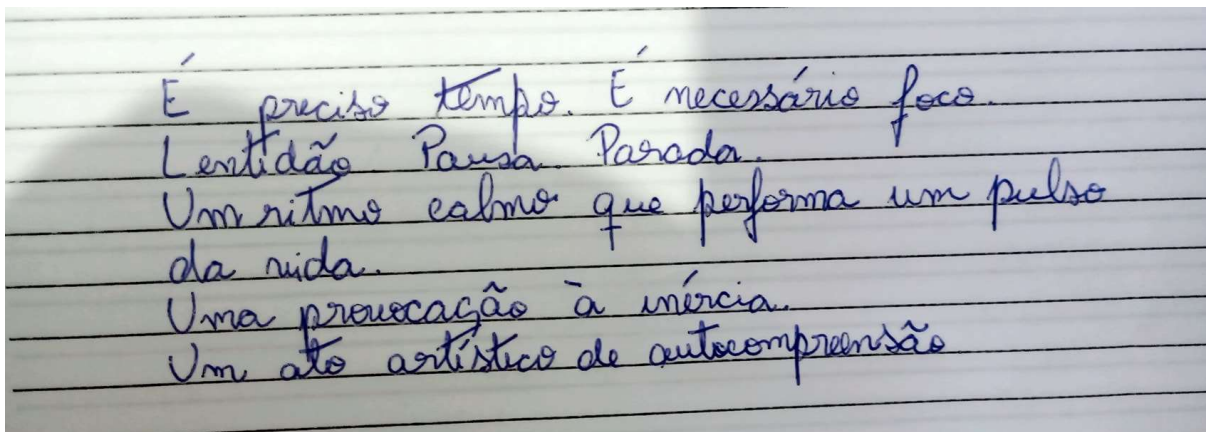 É preciso tempo. É necessário foco.
Lentidão. Pausa. Parada.
Um ritmo calmo que performa um pulso
da vida.
Uma provocação à inércia.
Um ato artístico de autocompreensão